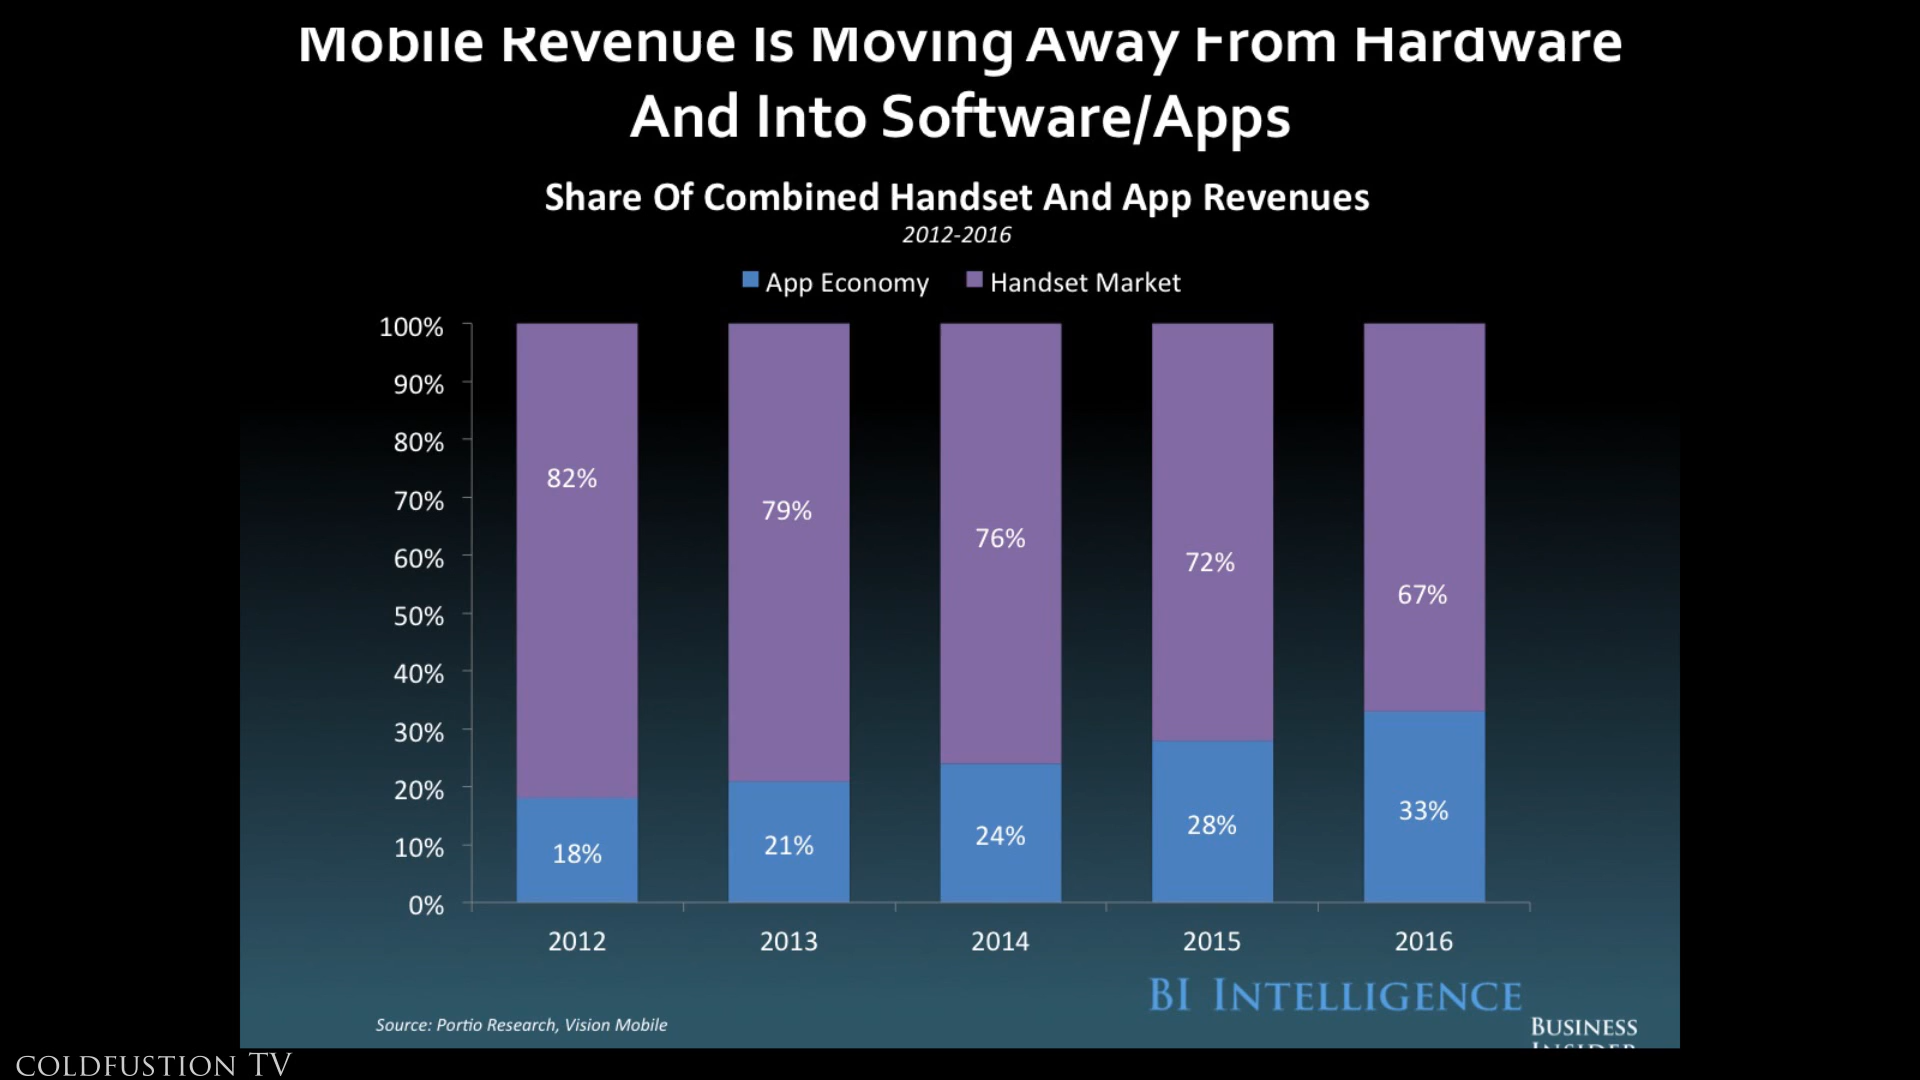 Mobile Revenue Is Moving Away From Hardware
And Into Software/Apps
Share Of Combined Handset And App Revenues
2012-2016
App Economy Handset Market
100%
90%
80%
70%
60%
50%
40%
30%
20%
10%
0%
82%
79%
76%
72%
67%
18%
21%
24%
28%
33%
2012 2013 2014 2015 2016
BI INTELLIGENCE
Source: Portio Research, Vision Mobile
BUSINESS
INSIDER
COLDFUSTION TV